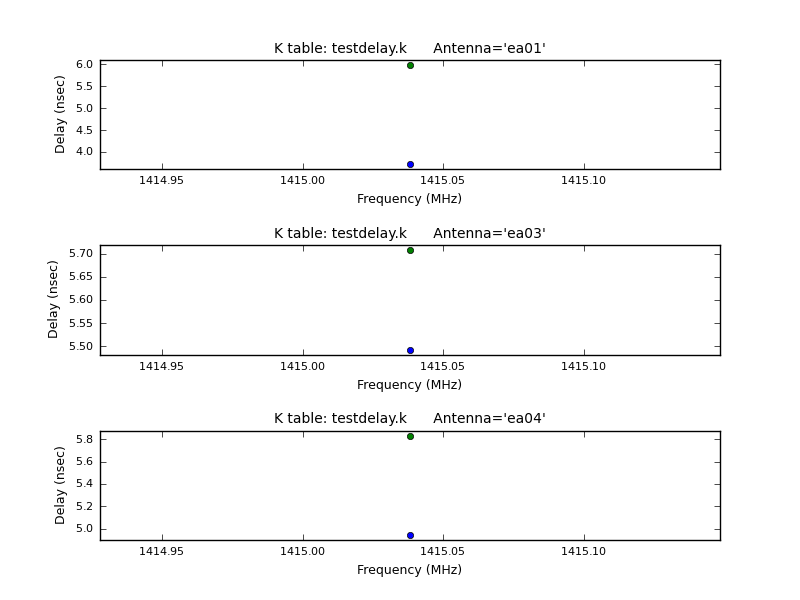 K table: testdelay.k Antenna='ea01'
6.0
5.5
5.0
4.5
4.0
Delay (nsec)
1414.95 1415.00 1415.05 1415.10
Frequency (MHz)
K table: testdelay.k Antenna='ea03'
5.70
5.65
5.60
5.55
5.50
Delay (nsec)
1414.95 1415.00 1415.05 1415.10
Frequency (MHz)
K table: testdelay.k Antenna='ea04'
5.8
5.6
5.4
5.2
5.0
Delay (nsec)
1414.95 1415.00 1415.05 1415.10
Frequency (MHz)